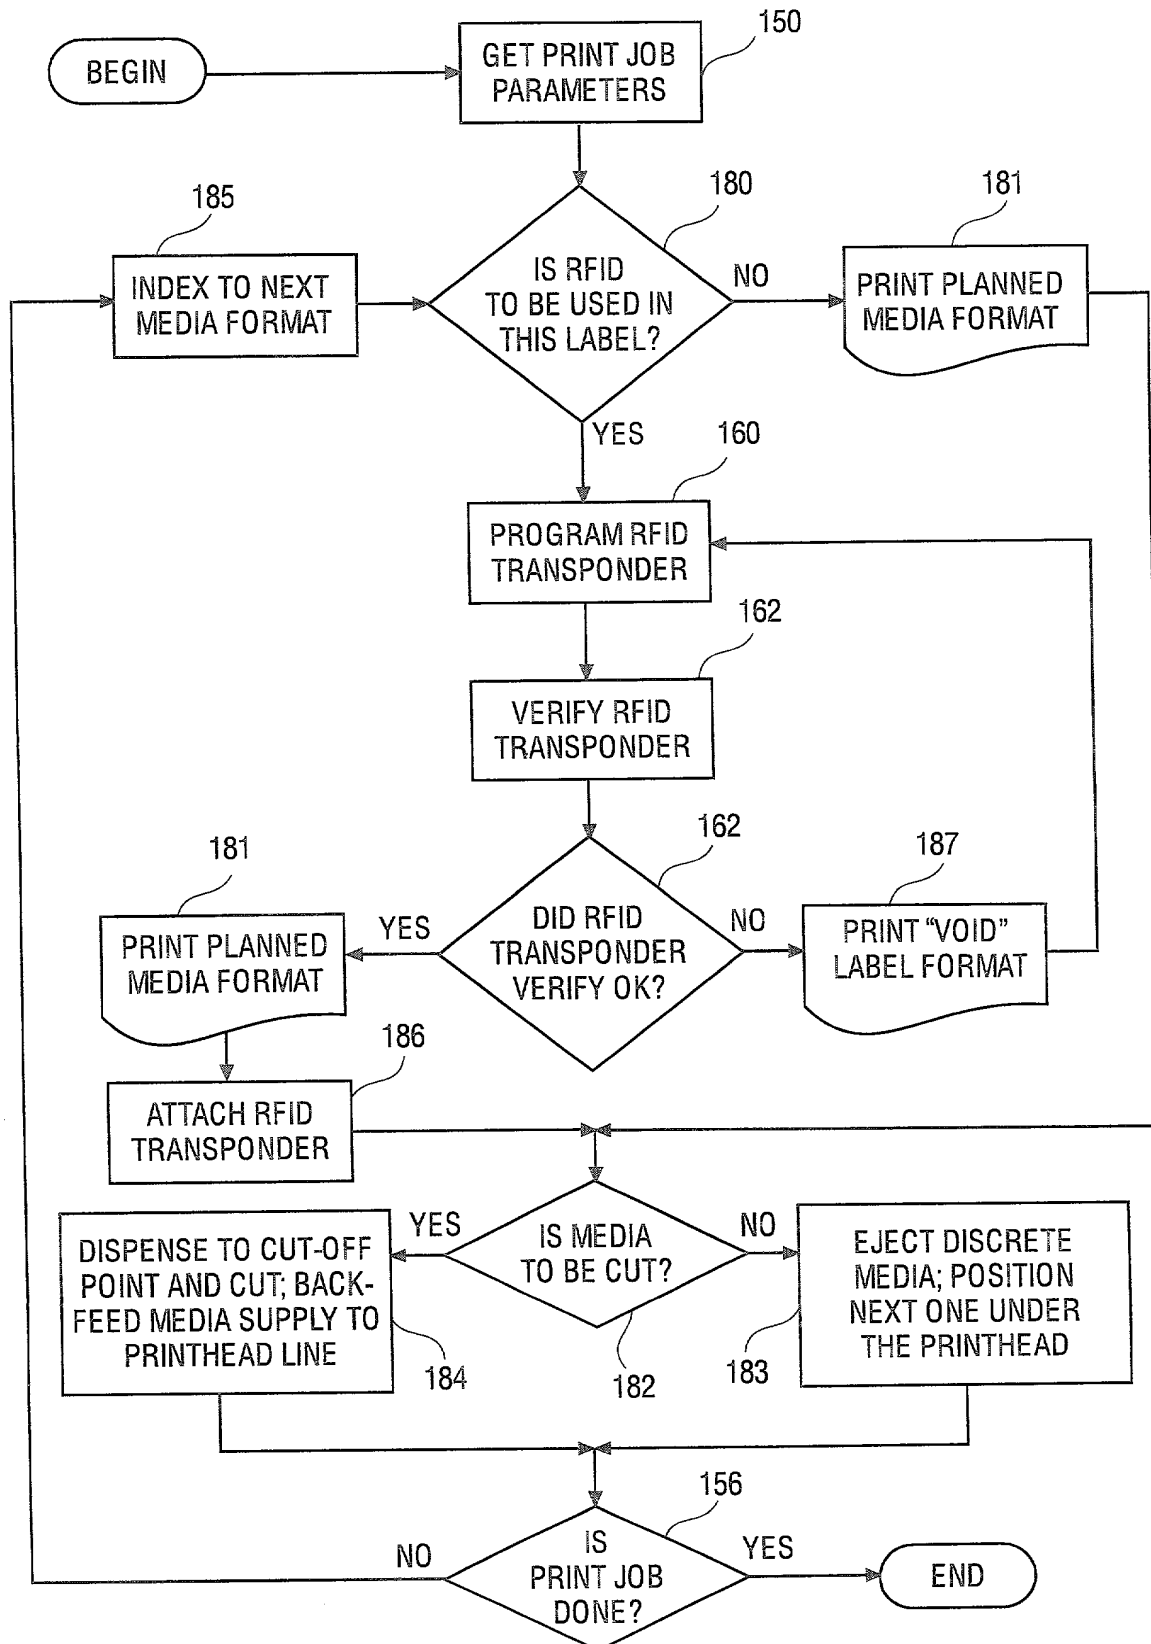 150
BEGIN
GET PRINT JOB
PARAMETERS
185
180
181
INDEX TO NEXT
MEDIA FORMAT
IS RFID
TO BE USED IN
THIS LABEL?
NO
PRINT PLANNED
MEDIA FORMAT
YES
160
PROGRAM RFID
TRANSPONDER
162
VERIFY RFID
TRANSPONDER
181
162
187
PRINT PLANNED
MEDIA FORMAT
YES
DID RFID
TRANSPONDER
VERIFY OK?
NO
PRINT “VOID”
LABEL FORMAT
186
ATTACH RFID
TRANSPONDER
DISPENSE TO CUT-OFF
POINT AND CUT; BACK-
FEED MEDIA SUPPLY TO
PRINTHEAD LINE
YES
IS MEDIA
TO BE CUT?
NO
EJECT DISCRETE
MEDIA; POSITION
NEXT ONE UNDER
THE PRINTHEAD
184
182
183
156
NO
IS
PRINT JOB
DONE?
YES
END